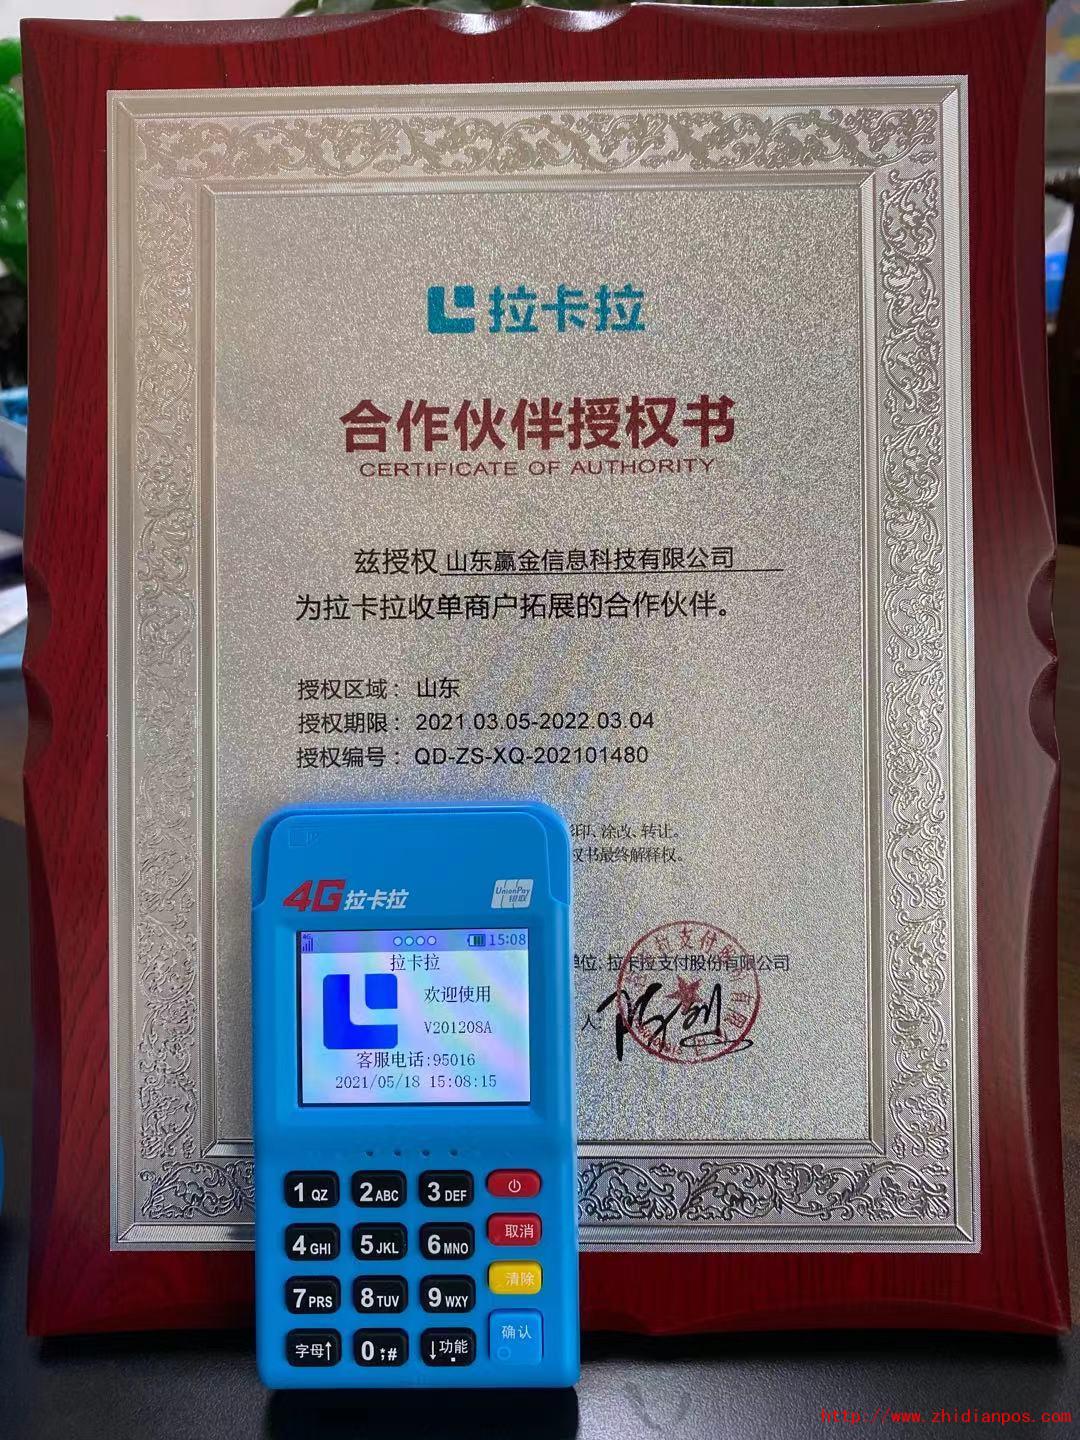 拉卡拉
合作伙伴授权书
CERTIFICATE OF AUTHORITY
兹授权 山东赢金信息科技有限公司
为拉卡拉收单商户拓展的合作伙伴。
授权区域： 山东
授权期限： 2021.03.05-2022.03.04
授权编号： QD-ZS-XQ-202101480
印、涂改、转让。
权书最终解释权。
单位: 拉卡拉支付股份有限公司
人
4G拉卡拉
UnionPay
银联
4G 15:08
拉卡拉
欢迎使用
V201208A
客服电话:95016
2021/05/18 15:08:15
1 QZ 2 ABC 3 DEF
取消
4 GHI 5 JKL 6 MNO
清除
7 PRS 8 TUV 9 WXY
确认
字母↑ 0 *,# ↓功能
http://www.zhidianpos.com